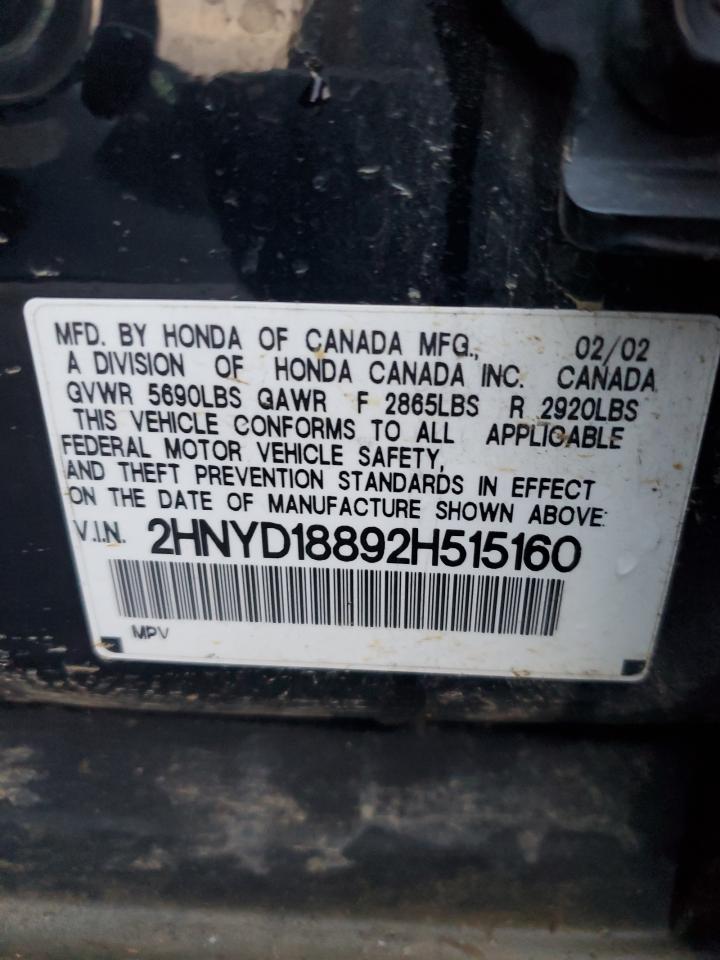 MFD. BY HONDA OF CANADA MFG., 02/02
A DIVISION OF HONDA CANADA INC. CANADA
GVWR 5690LBS GAWR F 2865LBS R 2920LBS
THIS VEHICLE CONFORMS TO ALL APPLICABLE
FEDERAL MOTOR VEHICLE SAFETY,
AND THEFT PREVENTION STANDARDS IN EFFECT
ON THE DATE OF MANUFACTURE SHOWN ABOVE:
V.I.N. 2HNYD18892H515160
MPV